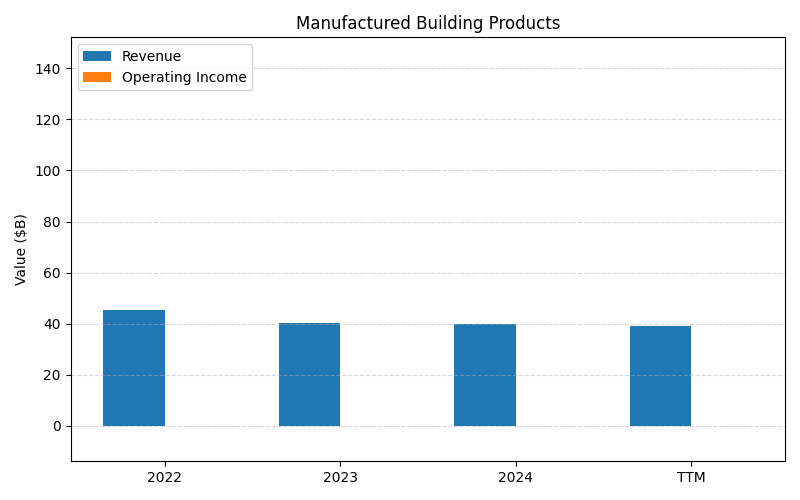 Manufactured Building Products
Revenue
Operating Income
Value ($B)
140
120
100
80
60
40
20
0
2022
2023
2024
TTM